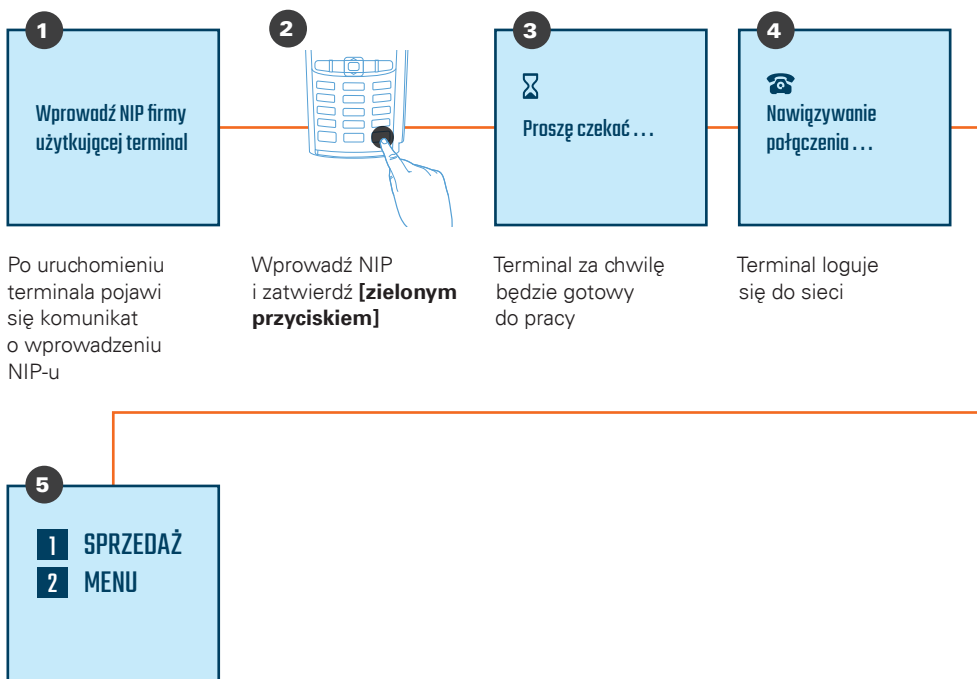 1
Wprowadź NIP firmy
użytkującej terminal
Po uruchomieniu
terminala pojawi
się komunikat
o wprowadzeniu
NIP-u
2
Wprowadź NIP
i zatwierdź [zielonym
przyciskiem]
3
Proszę czekać ...
Terminal za chwilę
będzie gotowy
do pracy
4
Nawiązywanie
połączenia ...
Terminal loguje
się do sieci
5
1 SPRZEDAŻ
2 MENU